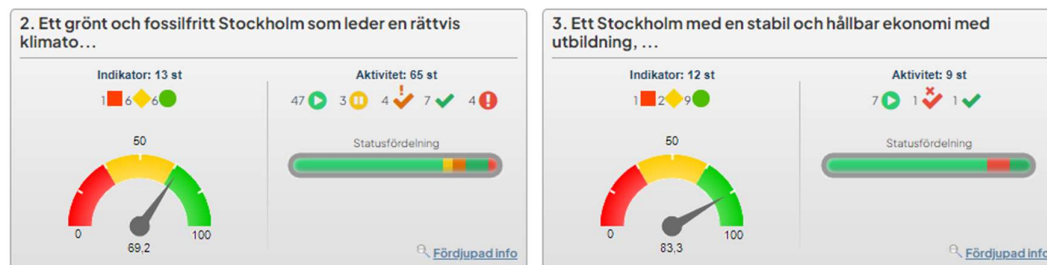 2. Ett grönt och fossilfritt Stockholm som leder en rättvis
klimato...
Indikator: 13 st
1 6 6
Aktivitet: 65 st
47 3 4 7 4
50
Statusfördelning
0
100
69,2
Fördjupad info
3. Ett Stockholm med en stabil och hållbar ekonomi med
utbildning, ...
Indikator: 12 st
1 2 9
Aktivitet: 9 st
7 1 1
50
Statusfördelning
0
100
83,3
Fördjupad info